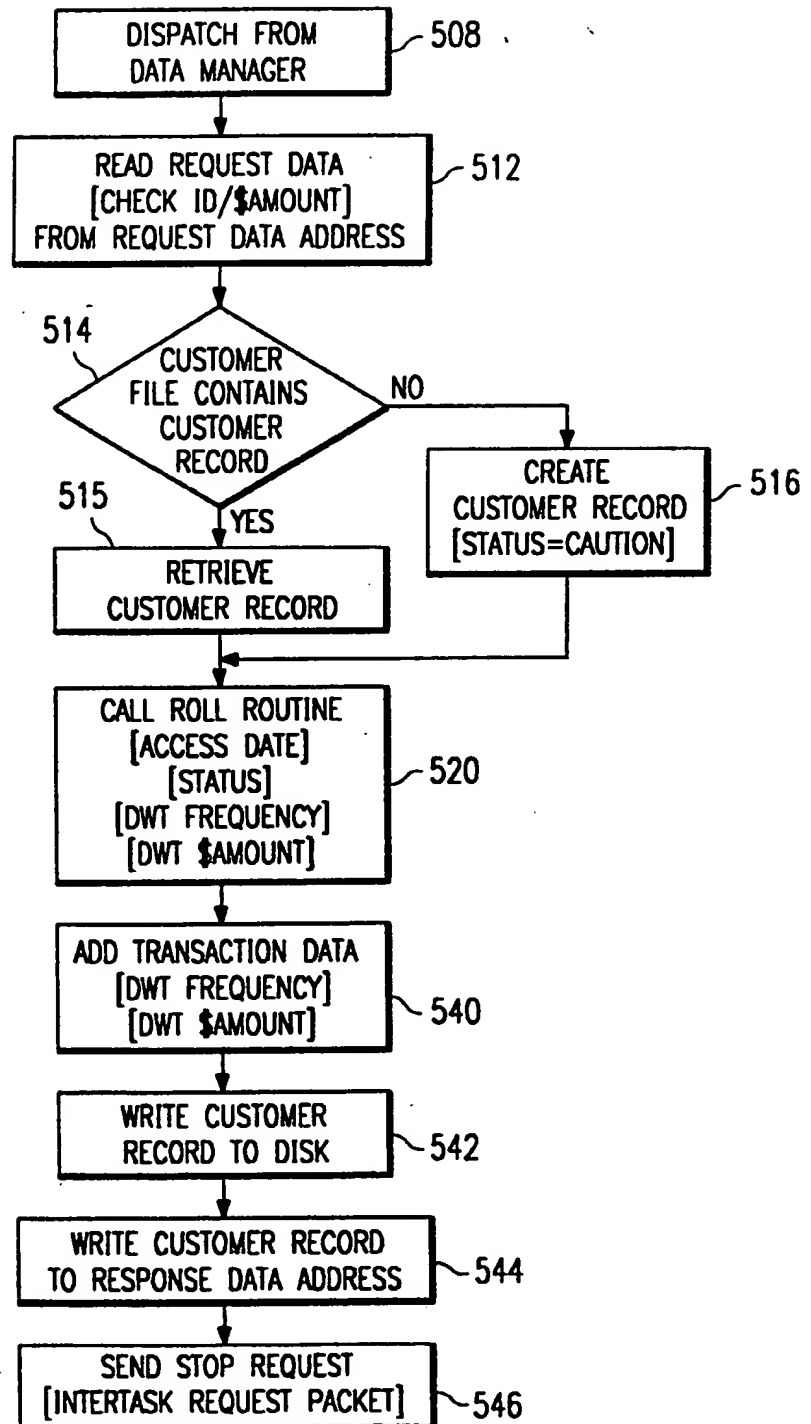 DISPATCH FROM
DATA MANAGER
508
READ REQUEST DATA
[CHECK ID/$AMOUNT]
FROM REQUEST DATA ADDRESS
512
514
CUSTOMER
FILE CONTAINS
CUSTOMER
RECORD
NO
YES
515
RETRIEVE
CUSTOMER RECORD
CREATE
CUSTOMER RECORD
[STATUS=CAUTION]
516
CALL ROLL ROUTINE
[ACCESS DATE]
[STATUS]
[DWT FREQUENCY]
[DWT $AMOUNT]
520
ADD TRANSACTION DATA
[DWT FREQUENCY]
[DWT $AMOUNT]
540
WRITE CUSTOMER
RECORD TO DISK
542
WRITE CUSTOMER RECORD
TO RESPONSE DATA ADDRESS
544
SEND STOP REQUEST
[INTERTASK REQUEST PACKET]
546